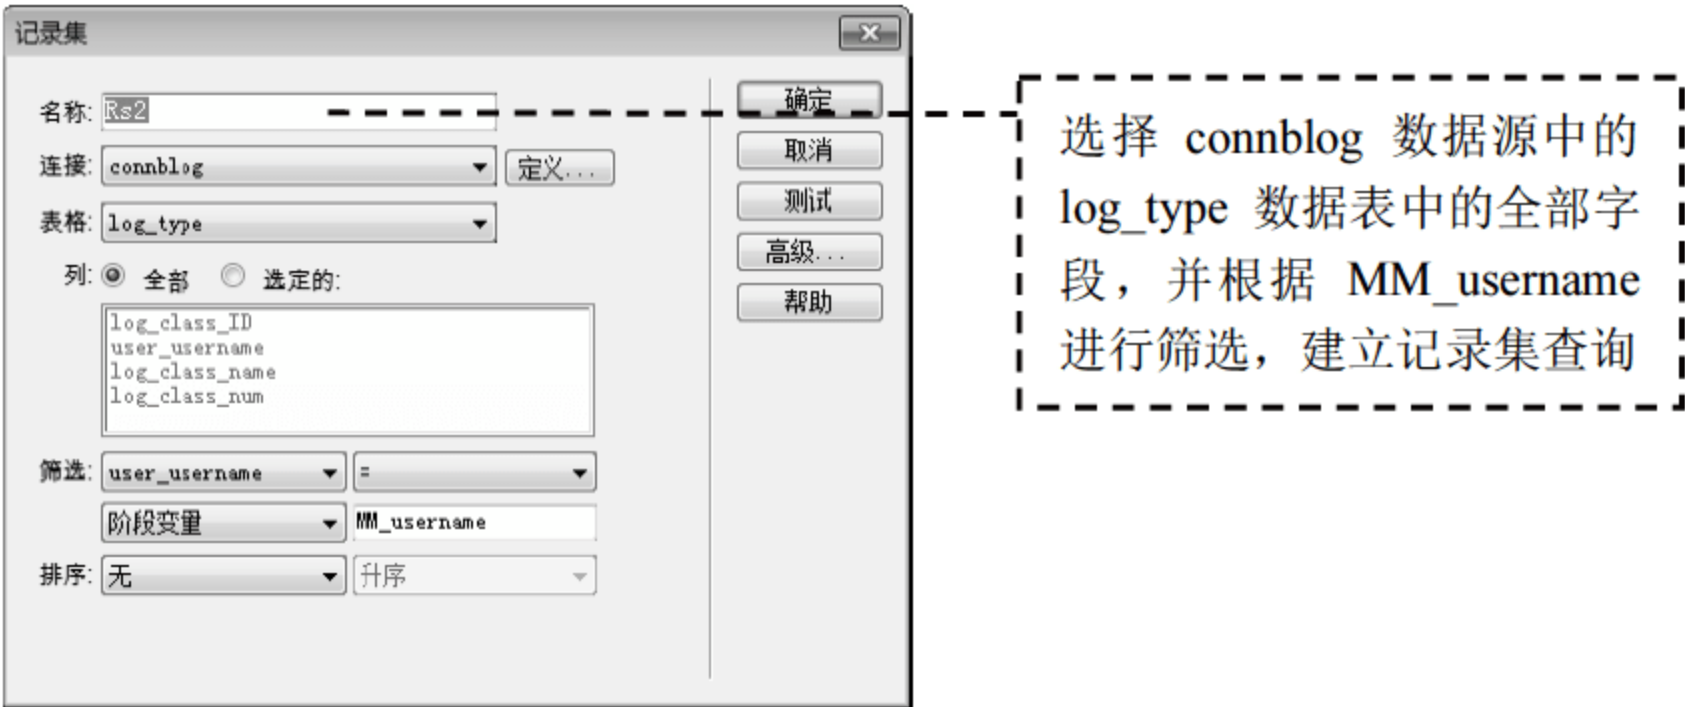 记录集
名称: Rs2
确定
连接: connblog 定义...
取消
表格: log_type
测试
列: 全部 选定的:
高级...
log_class_ID
帮助
user_username
log_class_name
log_class_num
筛选: user_username =
阶段变量 MM_username
排序: 无 升序
选择 connblog 数据源中的
log_type 数据表中的全部字
段，并根据 MM_username
进行筛选，建立记录集查询